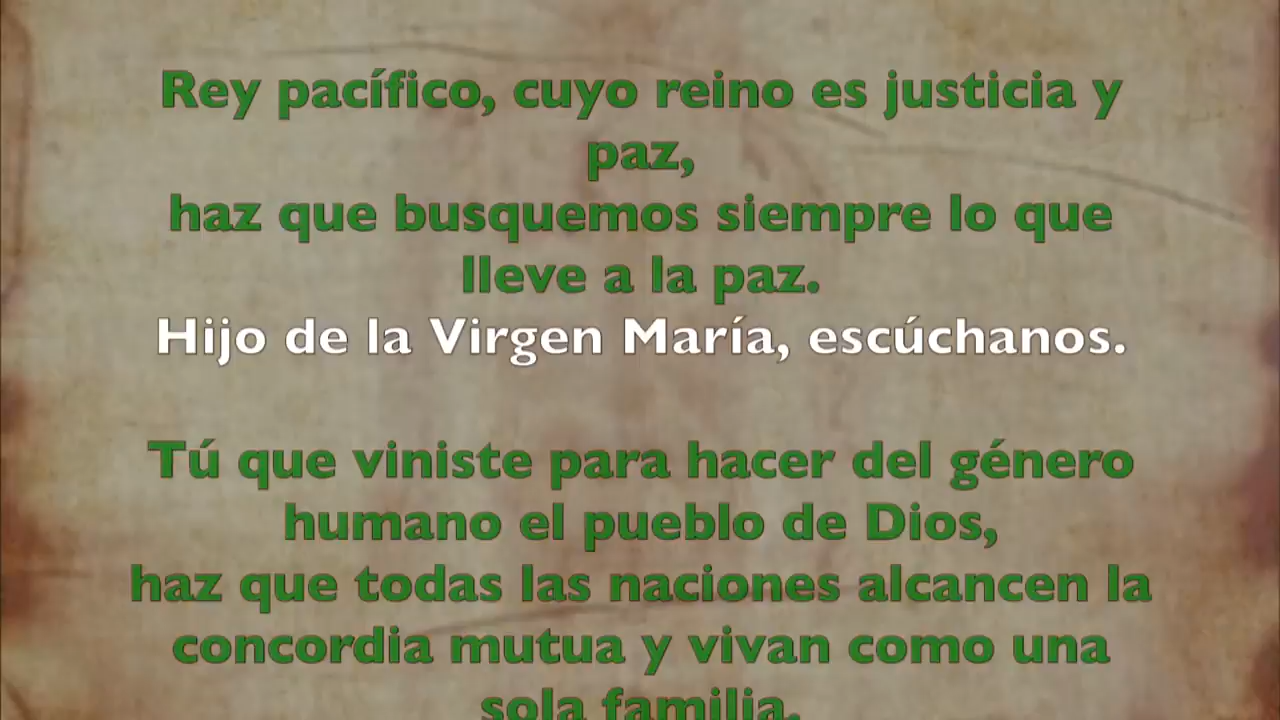 Rey pacífico, cuyo reino es justicia y
paz,
haz que busquemos siempre lo que
lleve a la paz.
Hijo de la Virgen María, escúchanos.
Tú que viniste para hacer del género
humano el pueblo de Dios,
haz que todas las naciones alcancen la
concordia mutua y vivan como una
sola familia.